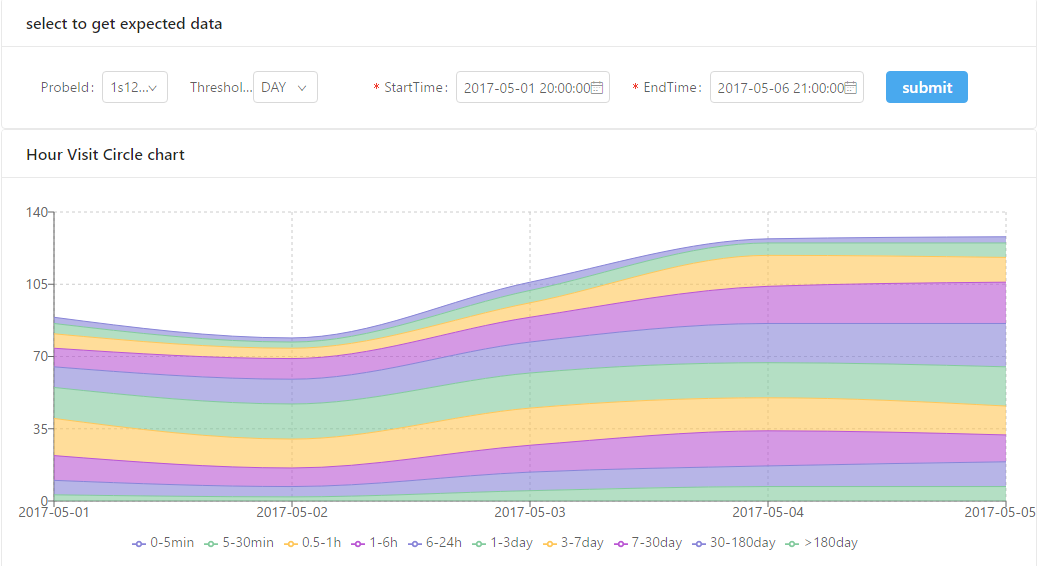 select to get expected data
ProbeId: 1s12... Threshol... DAY * StartTime: 2017-05-01 20:00:00 * EndTime: 2017-05-06 21:00:00 submit
Hour Visit Circle chart
140
105
70
35
0
2017-05-01 2017-05-02 2017-05-03 2017-05-04 2017-05-05
0-5min 5-30min 0.5-1h 1-6h 6-24h 1-3day 3-7day 7-30day 30-180day >180day